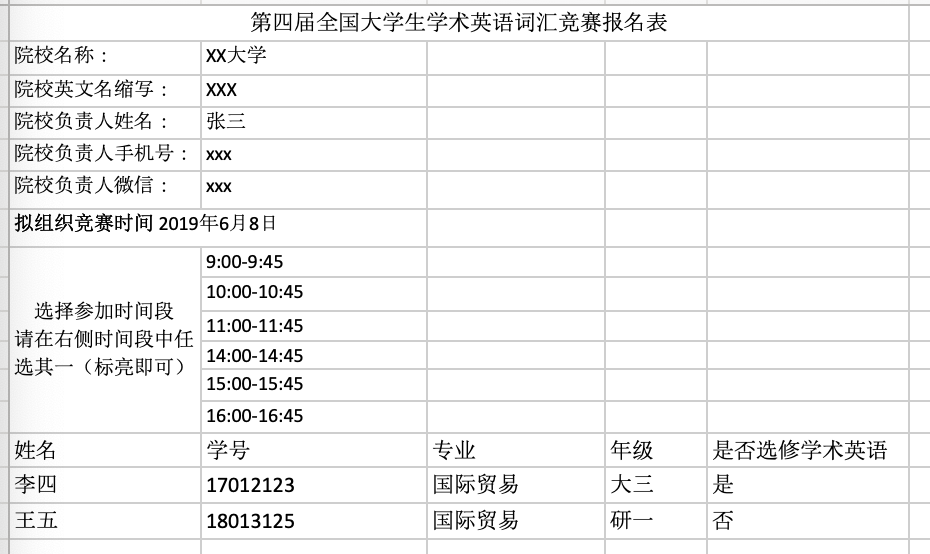 第四届全国大学生学术英语词汇竞赛报名表
院校名称： XX大学
院校英文名缩写： XXX
院校负责人姓名： 张三
院校负责人手机号： xxx
院校负责人微信： xxx
拟组织竞赛时间 2019年6月8日
选择参加时间段
请在右侧时间段中任
选其一（标亮即可）
9:00-9:45
10:00-10:45
11:00-11:45
14:00-14:45
15:00-15:45
16:00-16:45
姓名 学号 专业 年级 是否选修学术英语
李四 17012123 国际贸易 大三 是
王五 18013125 国际贸易 研一 否